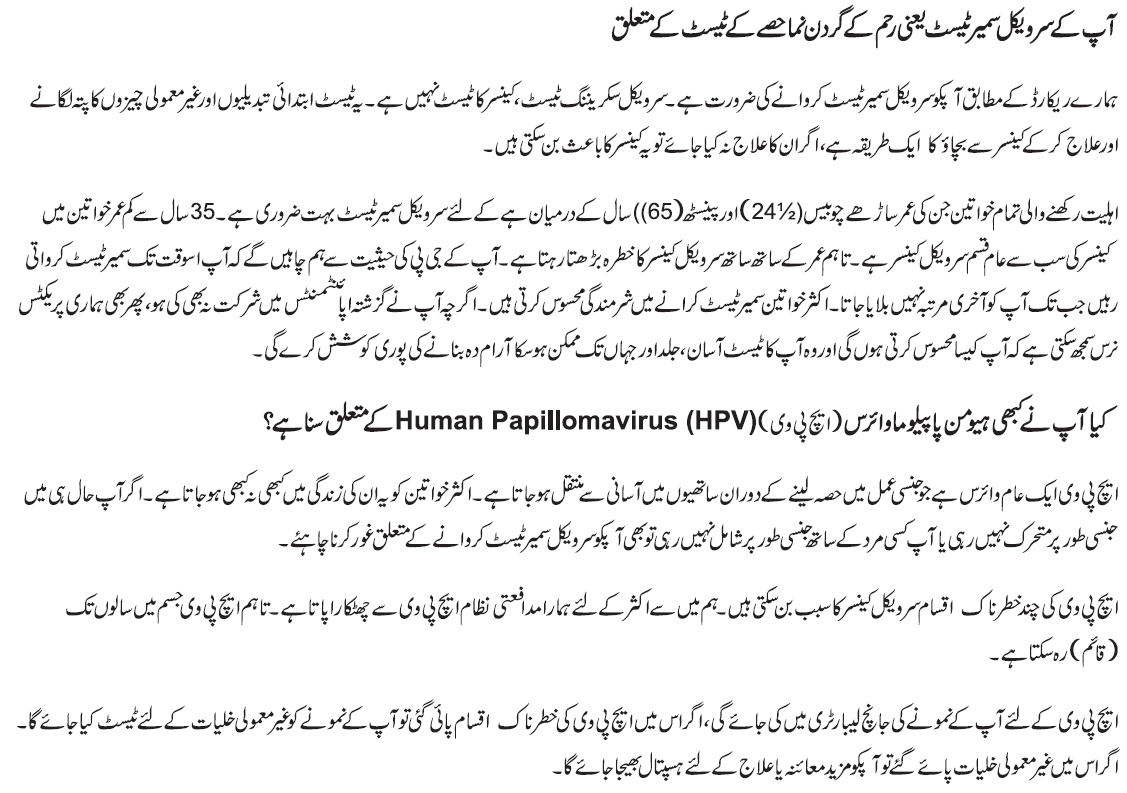 آپ کے سرویکل سمیر ٹیسٹ یعنی رحم کے گردن نما حصے کے ٹیسٹ کے متعلق
ہمارے ریکارڈ کے مطابق آپکو سرویکل سمیر ٹیسٹ کروانے کی ضرورت ہے۔ سرویکل سکریننگ ٹیسٹ، کینسر کا ٹیسٹ نہیں ہے۔ یہ ٹیسٹ ابتدائی تبدیلیوں اور غیر معمولی چیزوں کا پتہ لگانے
اور علاج کر کے کینسر سے بچاؤ کا ایک طریقہ ہے، اگر ان کا علاج نہ کیا جائے تو یہ کینسر کا باعث بن سکتی ہیں۔
اہلیت رکھنے والی تمام خواتین جن کی عمر ساڑھے چوبیس (24½) اور پینسٹھ (65)) سال کے درمیان ہے کے لئے سرویکل سمیر ٹیسٹ بہت ضروری ہے۔ 35 سال سے کم عمر خواتین میں
کینسر کی سب سے عام قسم سرویکل کینسر ہے۔ تاہم عمر کے ساتھ ساتھ سرویکل کینسر کا خطرہ بڑھتا رہتا ہے۔ آپ کے جی پی کی حیثیت سے ہم چاہیں گے کہ آپ اسوقت تک سمیر ٹیسٹ کرواتی
رہیں جب تک آپ کو آخری مرتبہ نہیں بلایا جاتا۔ اکثر خواتین سمیر ٹیسٹ کرانے میں شرمندگی محسوس کرتی ہیں۔ اگرچہ آپ نے گزشتہ اپائنٹمنٹس میں شرکت نہ بھی کی ہو، پھر بھی ہماری پریکٹس
نرس سمجھ سکتی ہے کہ آپ کیسا محسوس کرتی ہوں گی اور وہ آپ کا ٹیسٹ آسان، جلد اور جہاں تک ممکن ہو سکا آرام دہ بنانے کی پوری کوشش کرے گی۔
کیا آپ نے کبھی ہیومن پاپیلوما وائرس (ایچ پی وی) Human Papillomavirus (HPV) کے متعلق سنا ہے؟
ایچ پی وی ایک عام وائرس ہے جو جنسی عمل میں حصہ لینے کے دوران ساتھیوں میں آسانی سے منتقل ہو جاتا ہے۔ اکثر خواتین کو یہ ان کی زندگی میں کبھی نہ کبھی ہو جاتا ہے۔ اگر آپ حال ہی میں
جنسی طور پر متحرک نہیں رہی یا آپ کسی مرد کے ساتھ جنسی طور پر شامل نہیں رہی تو بھی آپکو سرویکل سمیر ٹیسٹ کروانے کے متعلق غور کرنا چاہئے۔
ایچ پی وی کی چند خطرناک اقسام سرویکل کینسر کا سبب بن سکتی ہیں۔ ہم میں سے اکثر کے لئے ہمارا مدافعتی نظام ایچ پی وی سے چھٹکارا پاتا ہے۔ تاہم ایچ پی وی جسم میں سالوں تک
(قائم) رہ سکتا ہے۔
ایچ پی وی کے لئے آپ کے نمونے کی جانچ لیبارٹری میں کی جائے گی، اگر اس میں ایچ پی وی کی خطرناک اقسام پائی گئی تو آپ کے نمونے کو غیر معمولی خلیات کے لئے ٹیسٹ کیا جائے گا۔
اگر اس میں غیر معمولی خلیات پائے گئے تو آپکو مزید معائنہ یا علاج کے لئے ہسپتال بھیجا جائے گا۔